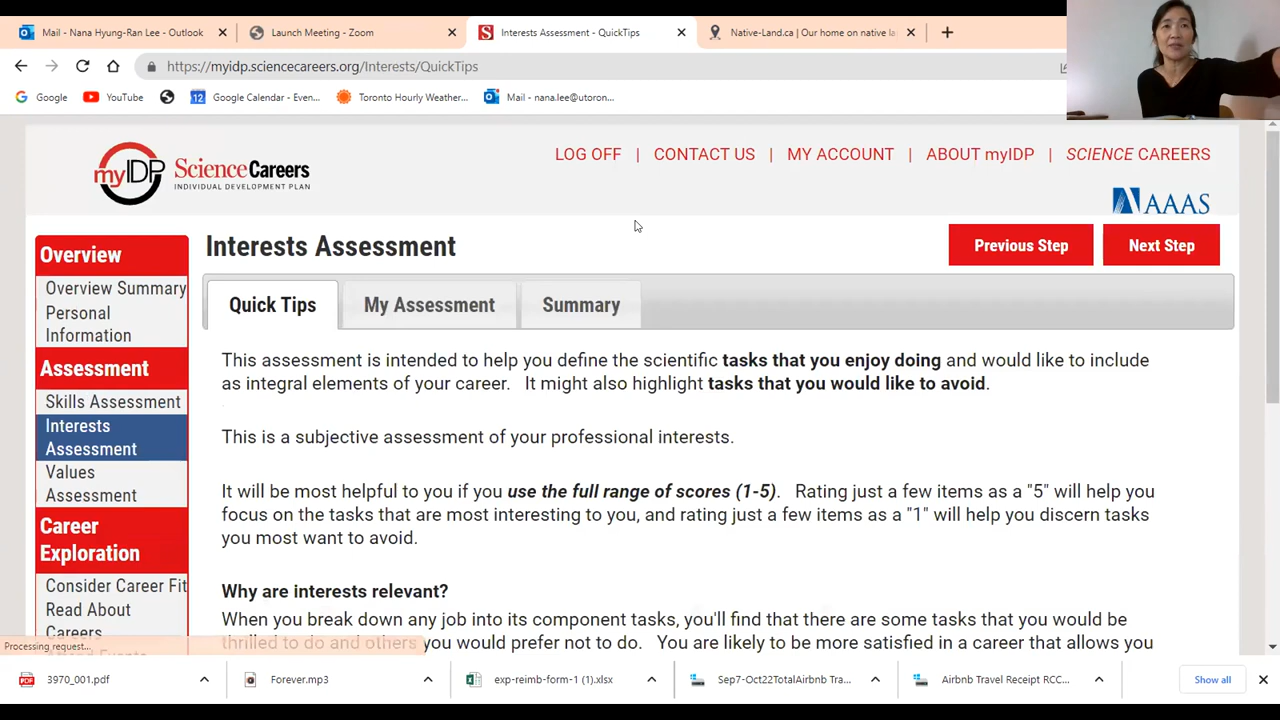 Mail - Nana Hyung-Ran Lee - Outlook
Launch Meeting - Zoom
Interests Assessment - QuickTips
Native-Land.ca | Our home on native la
https://myidp.sciencecareers.org/Interests/QuickTips
Google
YouTube
12
Google Calendar - Even...
Toronto Hourly Weather...
Mail - nana.lee@utoron...
myIDP ScienceCareers
INDIVIDUAL DEVELOPMENT PLAN
LOG OFF | CONTACT US | MY ACCOUNT | ABOUT myIDP | SCIENCE CAREERS
AAAS
Interests Assessment
Previous Step
Next Step
Overview
Overview Summary
Personal
Information
Assessment
Skills Assessment
Interests
Assessment
Values
Assessment
Career
Exploration
Consider Career Fit
Read About
Careers
Quick Tips
My Assessment
Summary
This assessment is intended to help you define the scientific tasks that you enjoy doing and would like to include
as integral elements of your career. It might also highlight tasks that you would like to avoid.
This is a subjective assessment of your professional interests.
It will be most helpful to you if you use the full range of scores (1-5). Rating just a few items as a "5" will help you
focus on the tasks that are most interesting to you, and rating just a few items as a "1" will help you discern tasks
you most want to avoid.
Why are interests relevant?
When you break down any job into its component tasks, you'll find that there are some tasks that you would be
thrilled to do and others you would prefer not to do. You are likely to be more satisfied in a career that allows you
Processing request...
3970_001.pdf
Forever.mp3
exp-reimb-form-1 (1).xlsx
Sep7-Oct22TotalAirbnb Tra...
Airbnb Travel Receipt RCC...
Show all